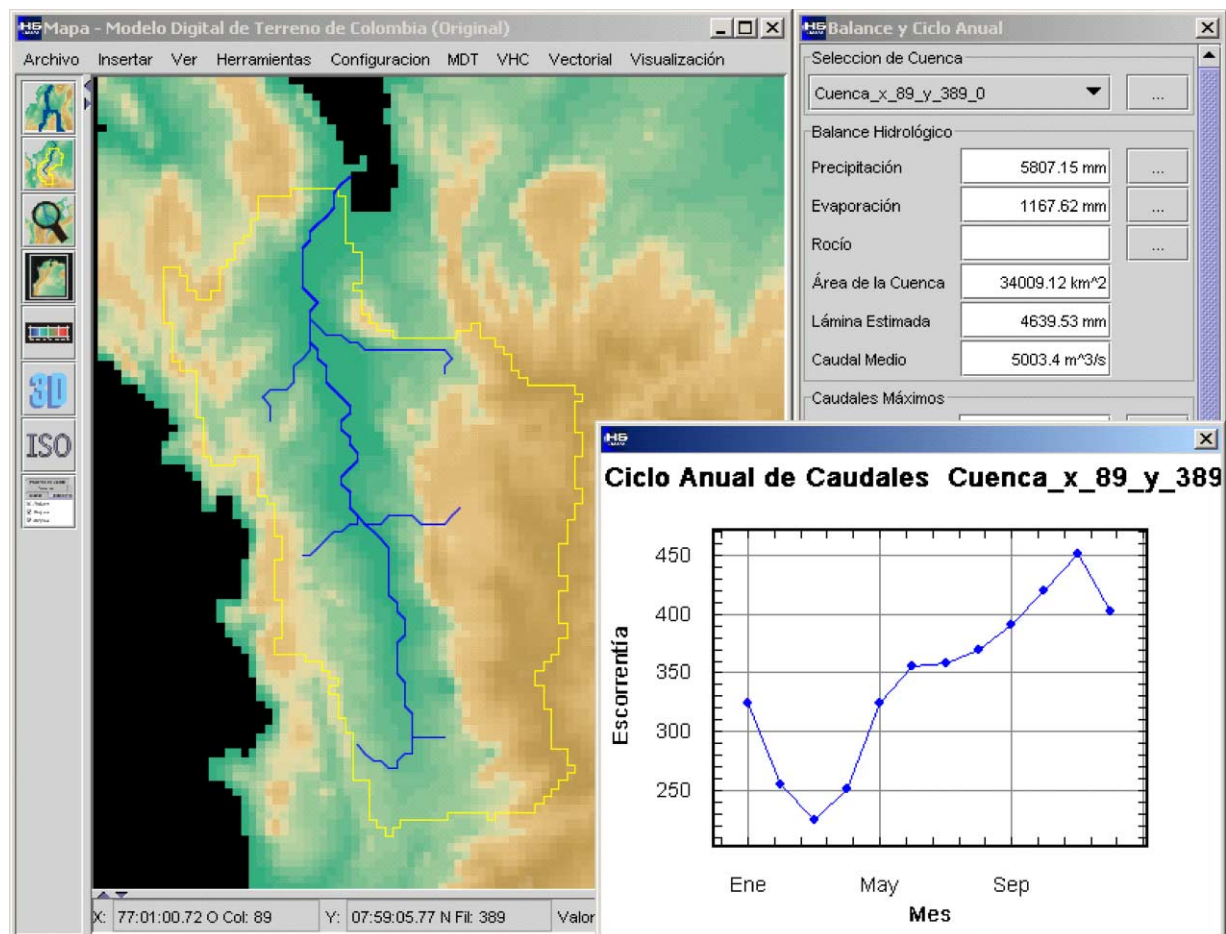 Mapa - Modelo Digital de Terreno de Colombia (Original)
Archivo Insertar Ver Herramientas Configuracion MDT VHC Vectorial Visualización
3D
ISO
X: 77:01:00.72 O Col: 89 Y: 07:59:05.77 N Fil: 389 Valor
Balance y Ciclo Anual
Seleccion de Cuenca
Cuenca_x_89_y_389_0 ...
Balance Hidrológico
Precipitación 5807.15 mm ...
Evaporación 1167.62 mm ...
Rocío ...
Área de la Cuenca 34009.12 km^2
Lámina Estimada 4639.53 mm
Caudal Medio 5003.4 m^3/s
Caudales Máximos
Ciclo Anual de Caudales Cuenca_x_89_y_389
Escorrentía
450
400
350
300
250
Ene May Sep
Mes